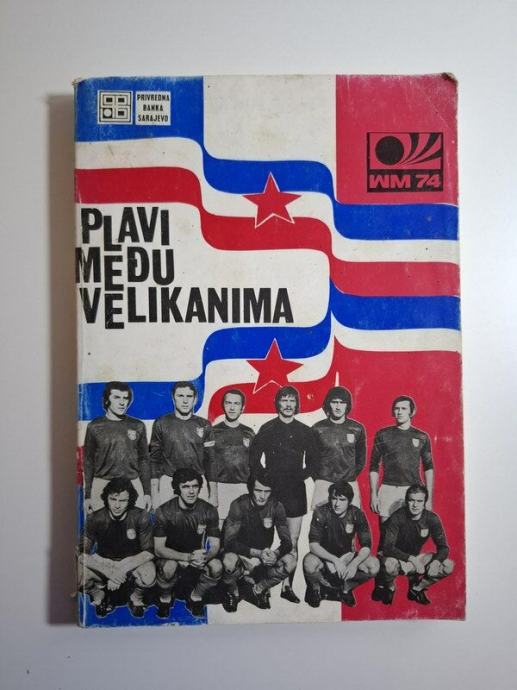 PRIVREDNA
BANKA
SARAJEVO
WM 74
PLAVI
MEĐU
VELIKANIMA